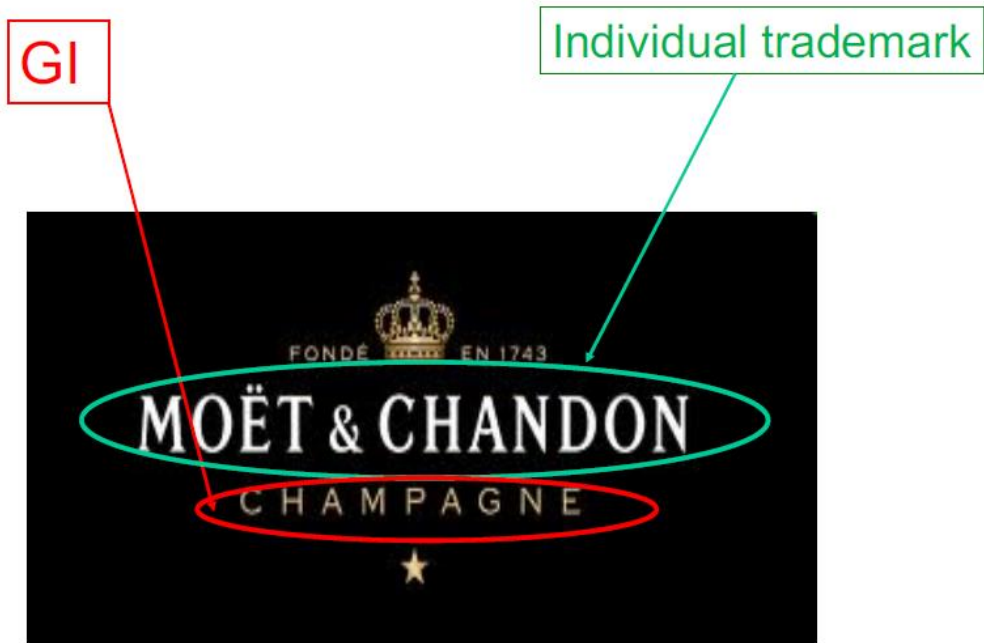 GI
Individual trademark
FONDÉ EN 1743
MOËT & CHANDON
CHAMPAGNE